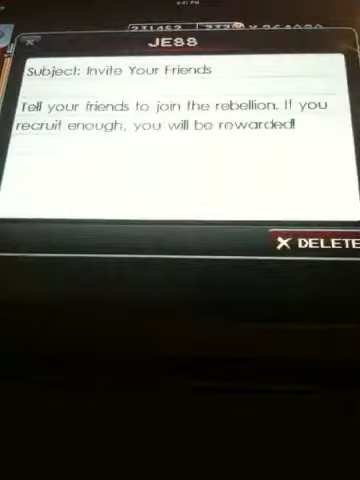 JESS
Subject: Invite Your Friends
Tell your friends to join the rebellion. If you
recruit enough, you will be rewarded!
X DELETE